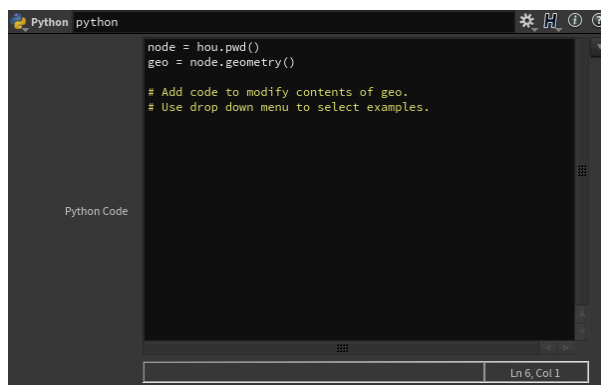 Python python
node = hou.pwd()
geo = node.geometry()
# Add code to modify contents of geo.
# Use drop down menu to select examples.
Python Code
Ln 6, Col 1